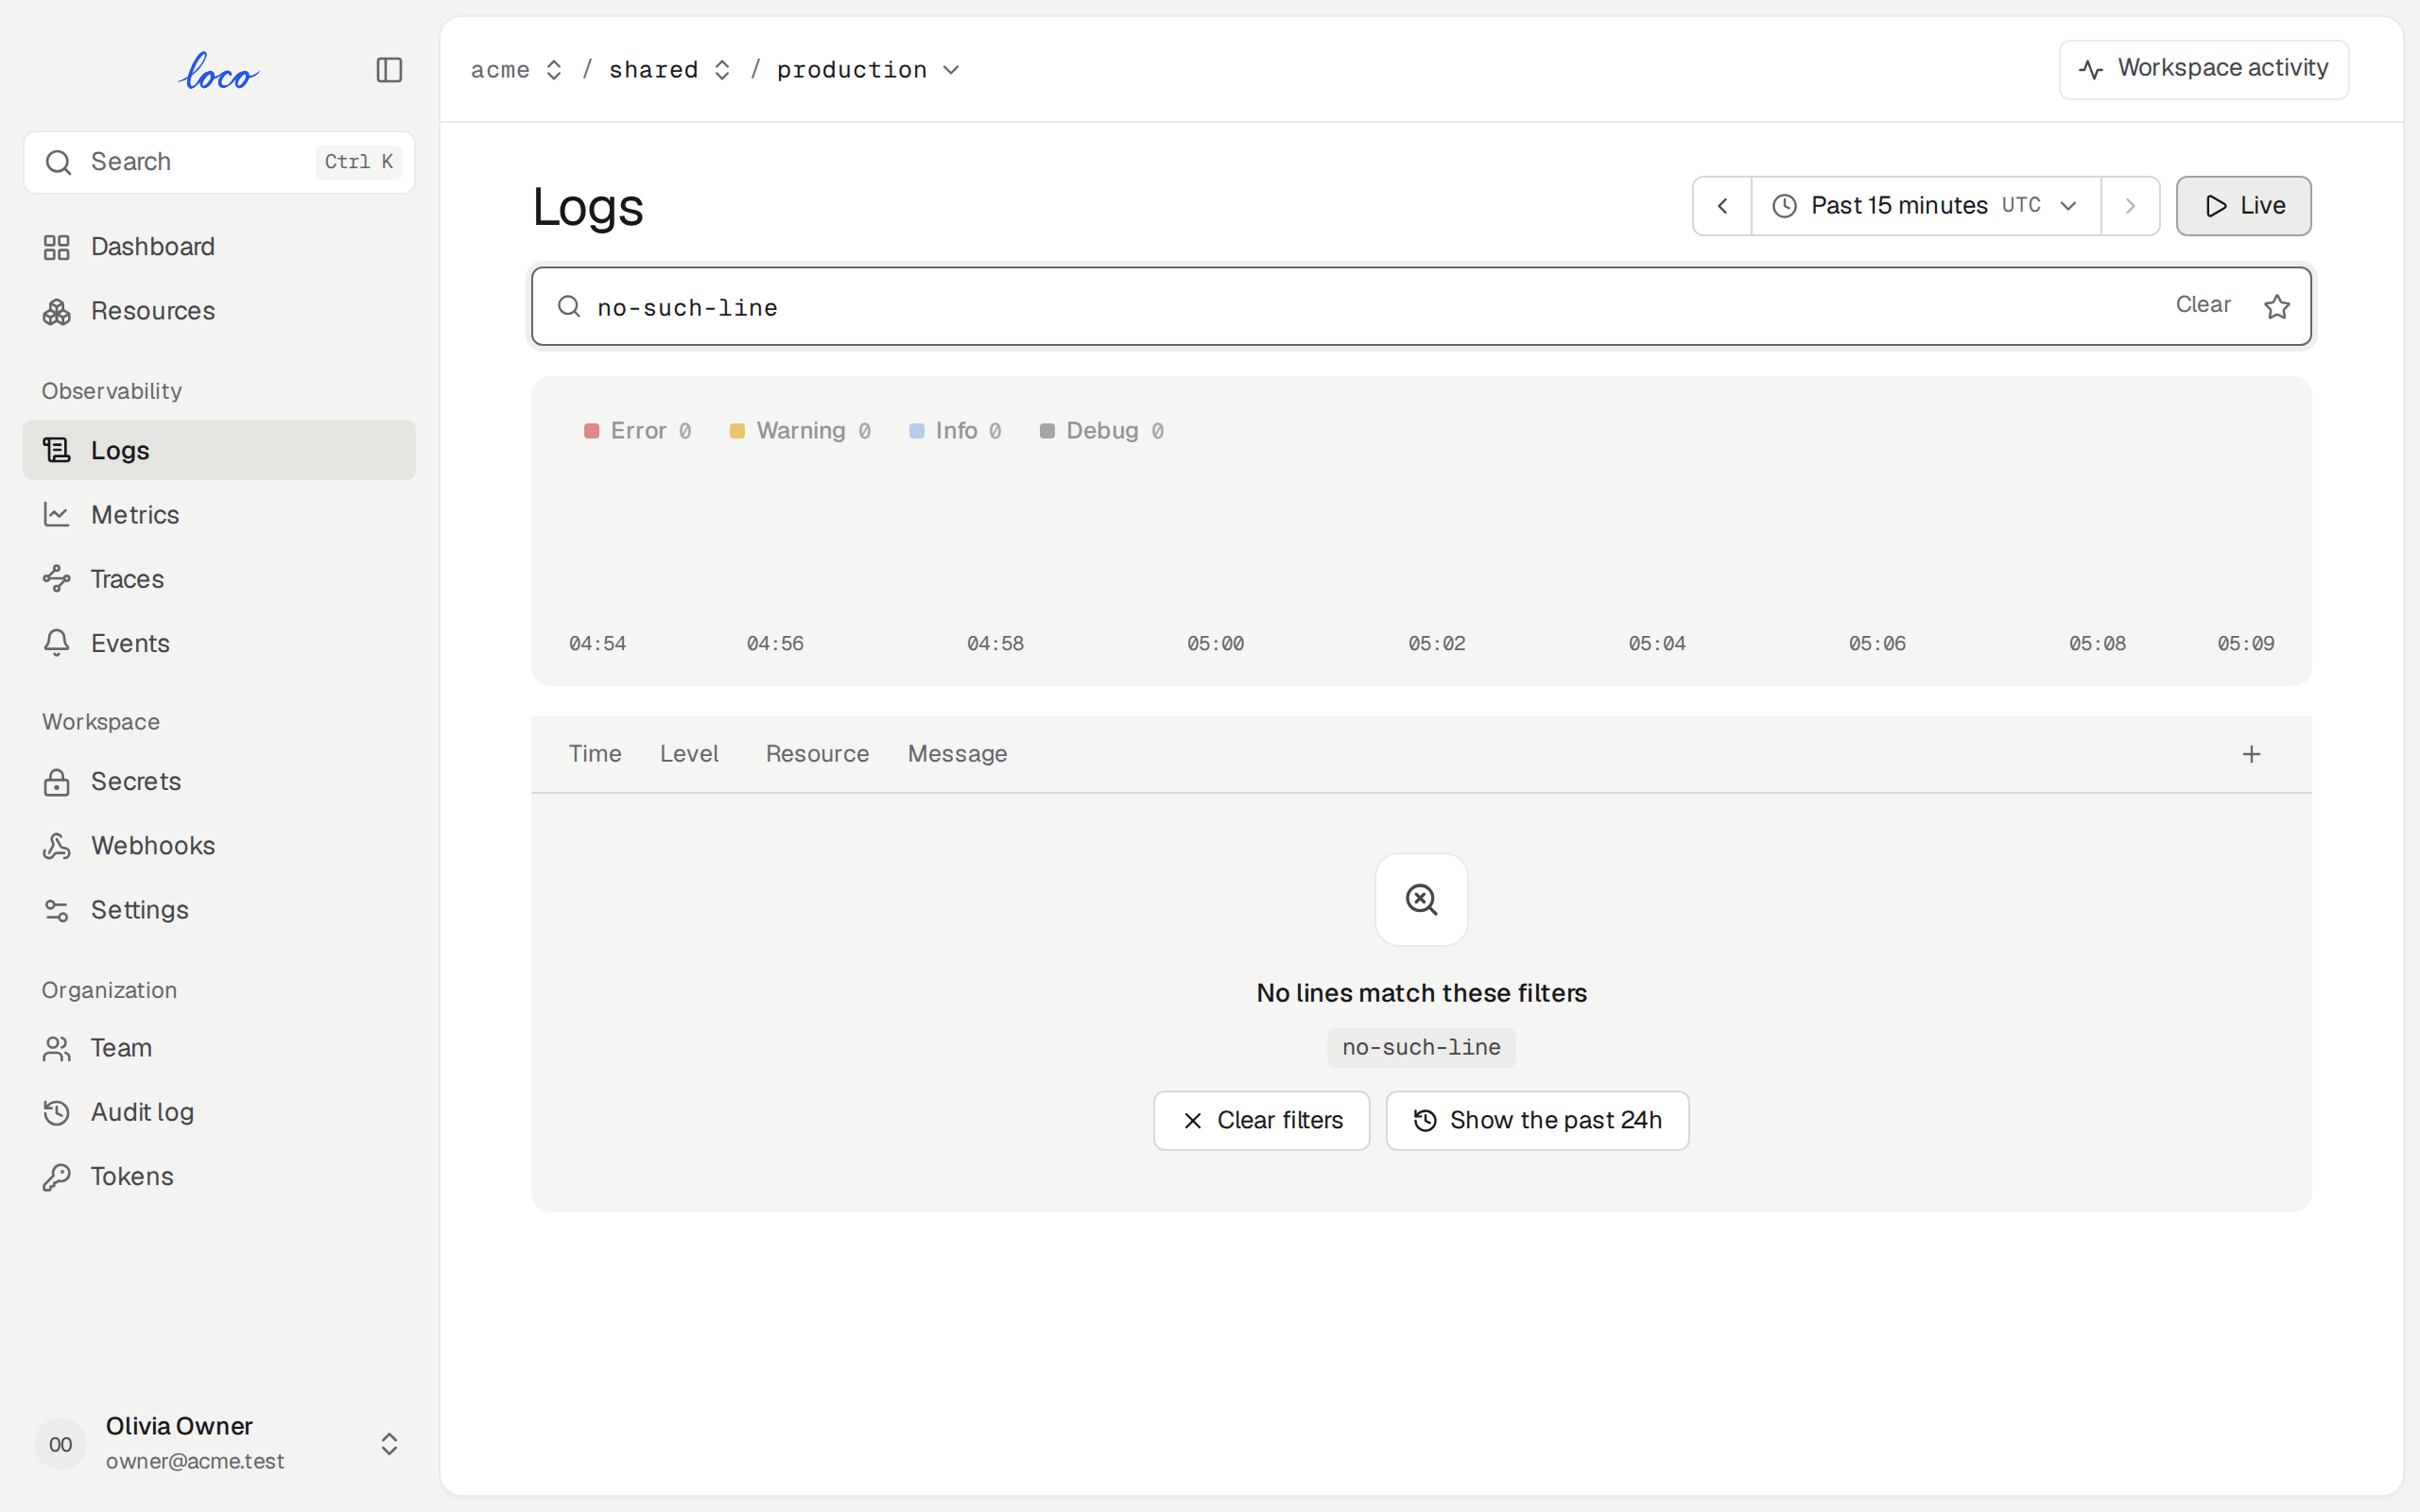 loco
Search Ctrl K
Dashboard
Resources
Observability
Logs
Metrics
Traces
Events
Workspace
Secrets
Webhooks
Settings
Organization
Team
Audit log
Tokens
OO
Olivia Owner
owner@acme.test
acme / shared / production
Workspace activity
Logs
Past 15 minutes UTC
Live
no-such-line
Clear
Error 0 Warning 0 Info 0 Debug 0
04:54 04:56 04:58 05:00 05:02 05:04 05:06 05:08 05:09
Time Level Resource Message
No lines match these filters
no-such-line
Clear filters
Show the past 24h